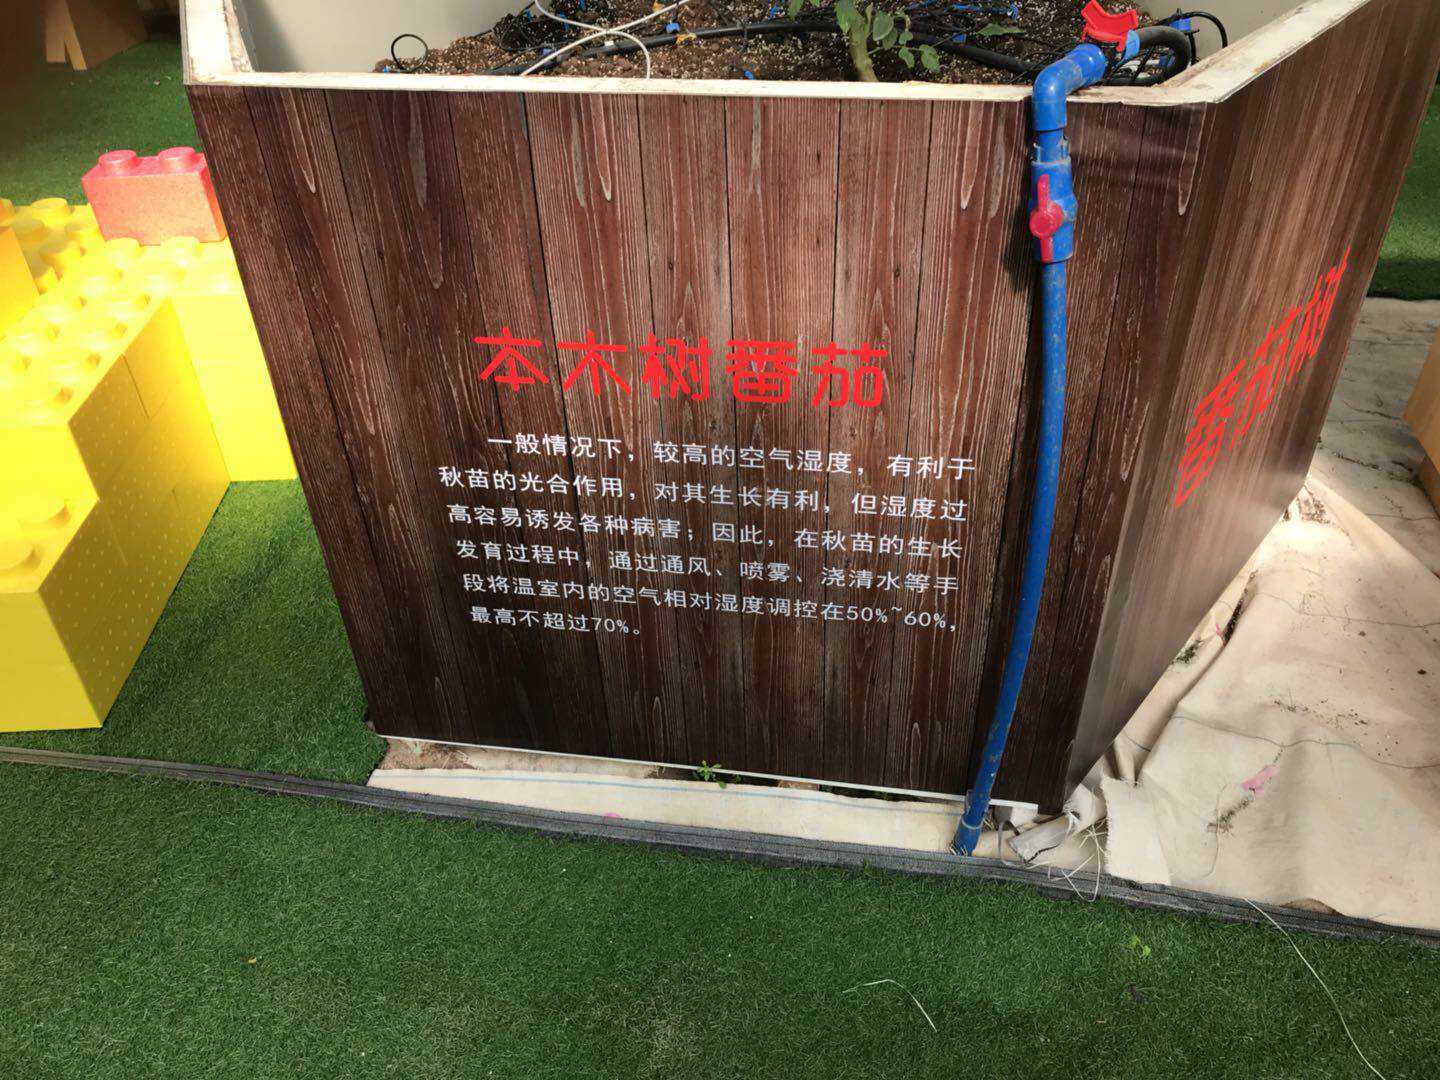 本木树番茄
一般情况下，较高的空气湿度，有利于
秋苗的光合作用，对其生长有利，但湿度过
高容易诱发各种病害；因此，在秋苗的生长
发育过程中，通过通风、喷雾、浇清水等手
段将温室内的空气相对湿度调控在50%~60%，
最高不超过70%。
番茄树